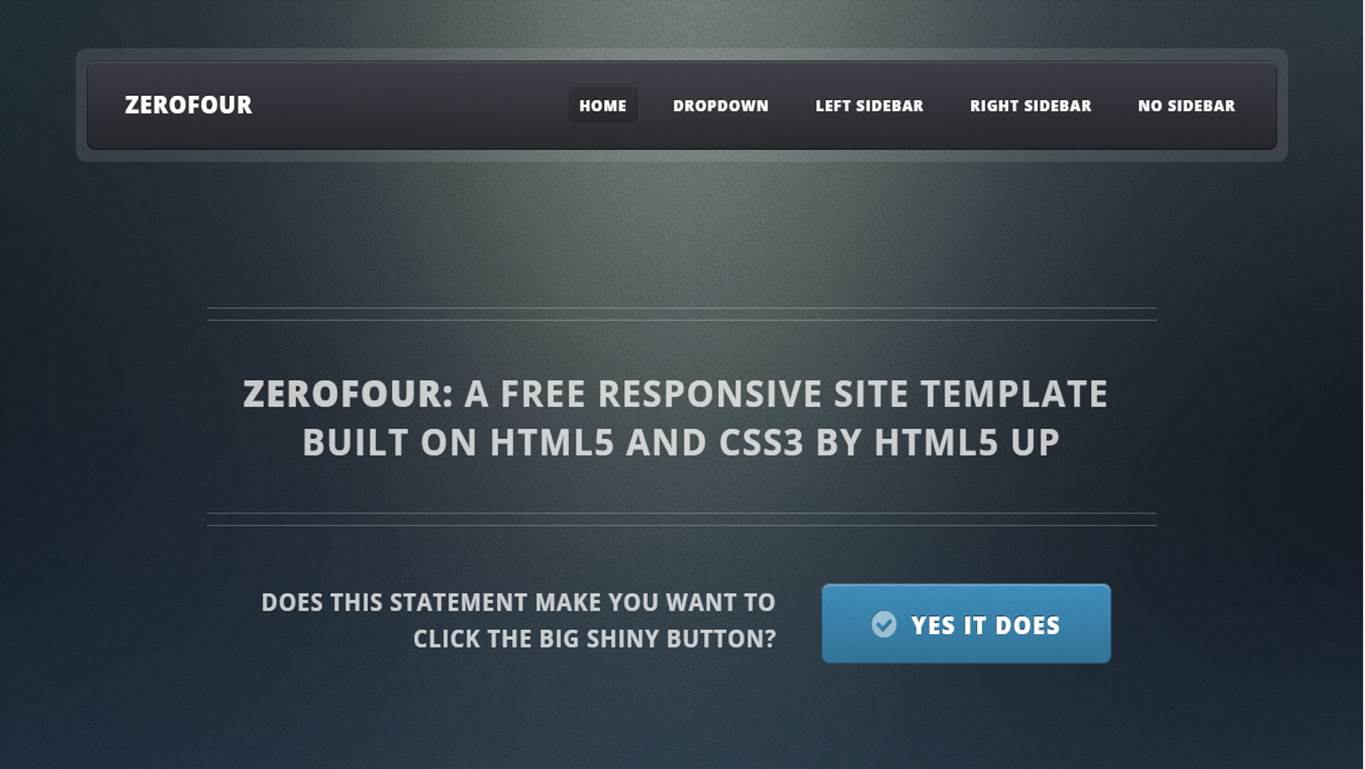 ZEROFOUR
HOME DROPDOWN LEFT SIDEBAR RIGHT SIDEBAR NO SIDEBAR
ZEROFOUR: A FREE RESPONSIVE SITE TEMPLATE
BUILT ON HTML5 AND CSS3 BY HTML5 UP
DOES THIS STATEMENT MAKE YOU WANT TO
CLICK THE BIG SHINY BUTTON?
YES IT DOES